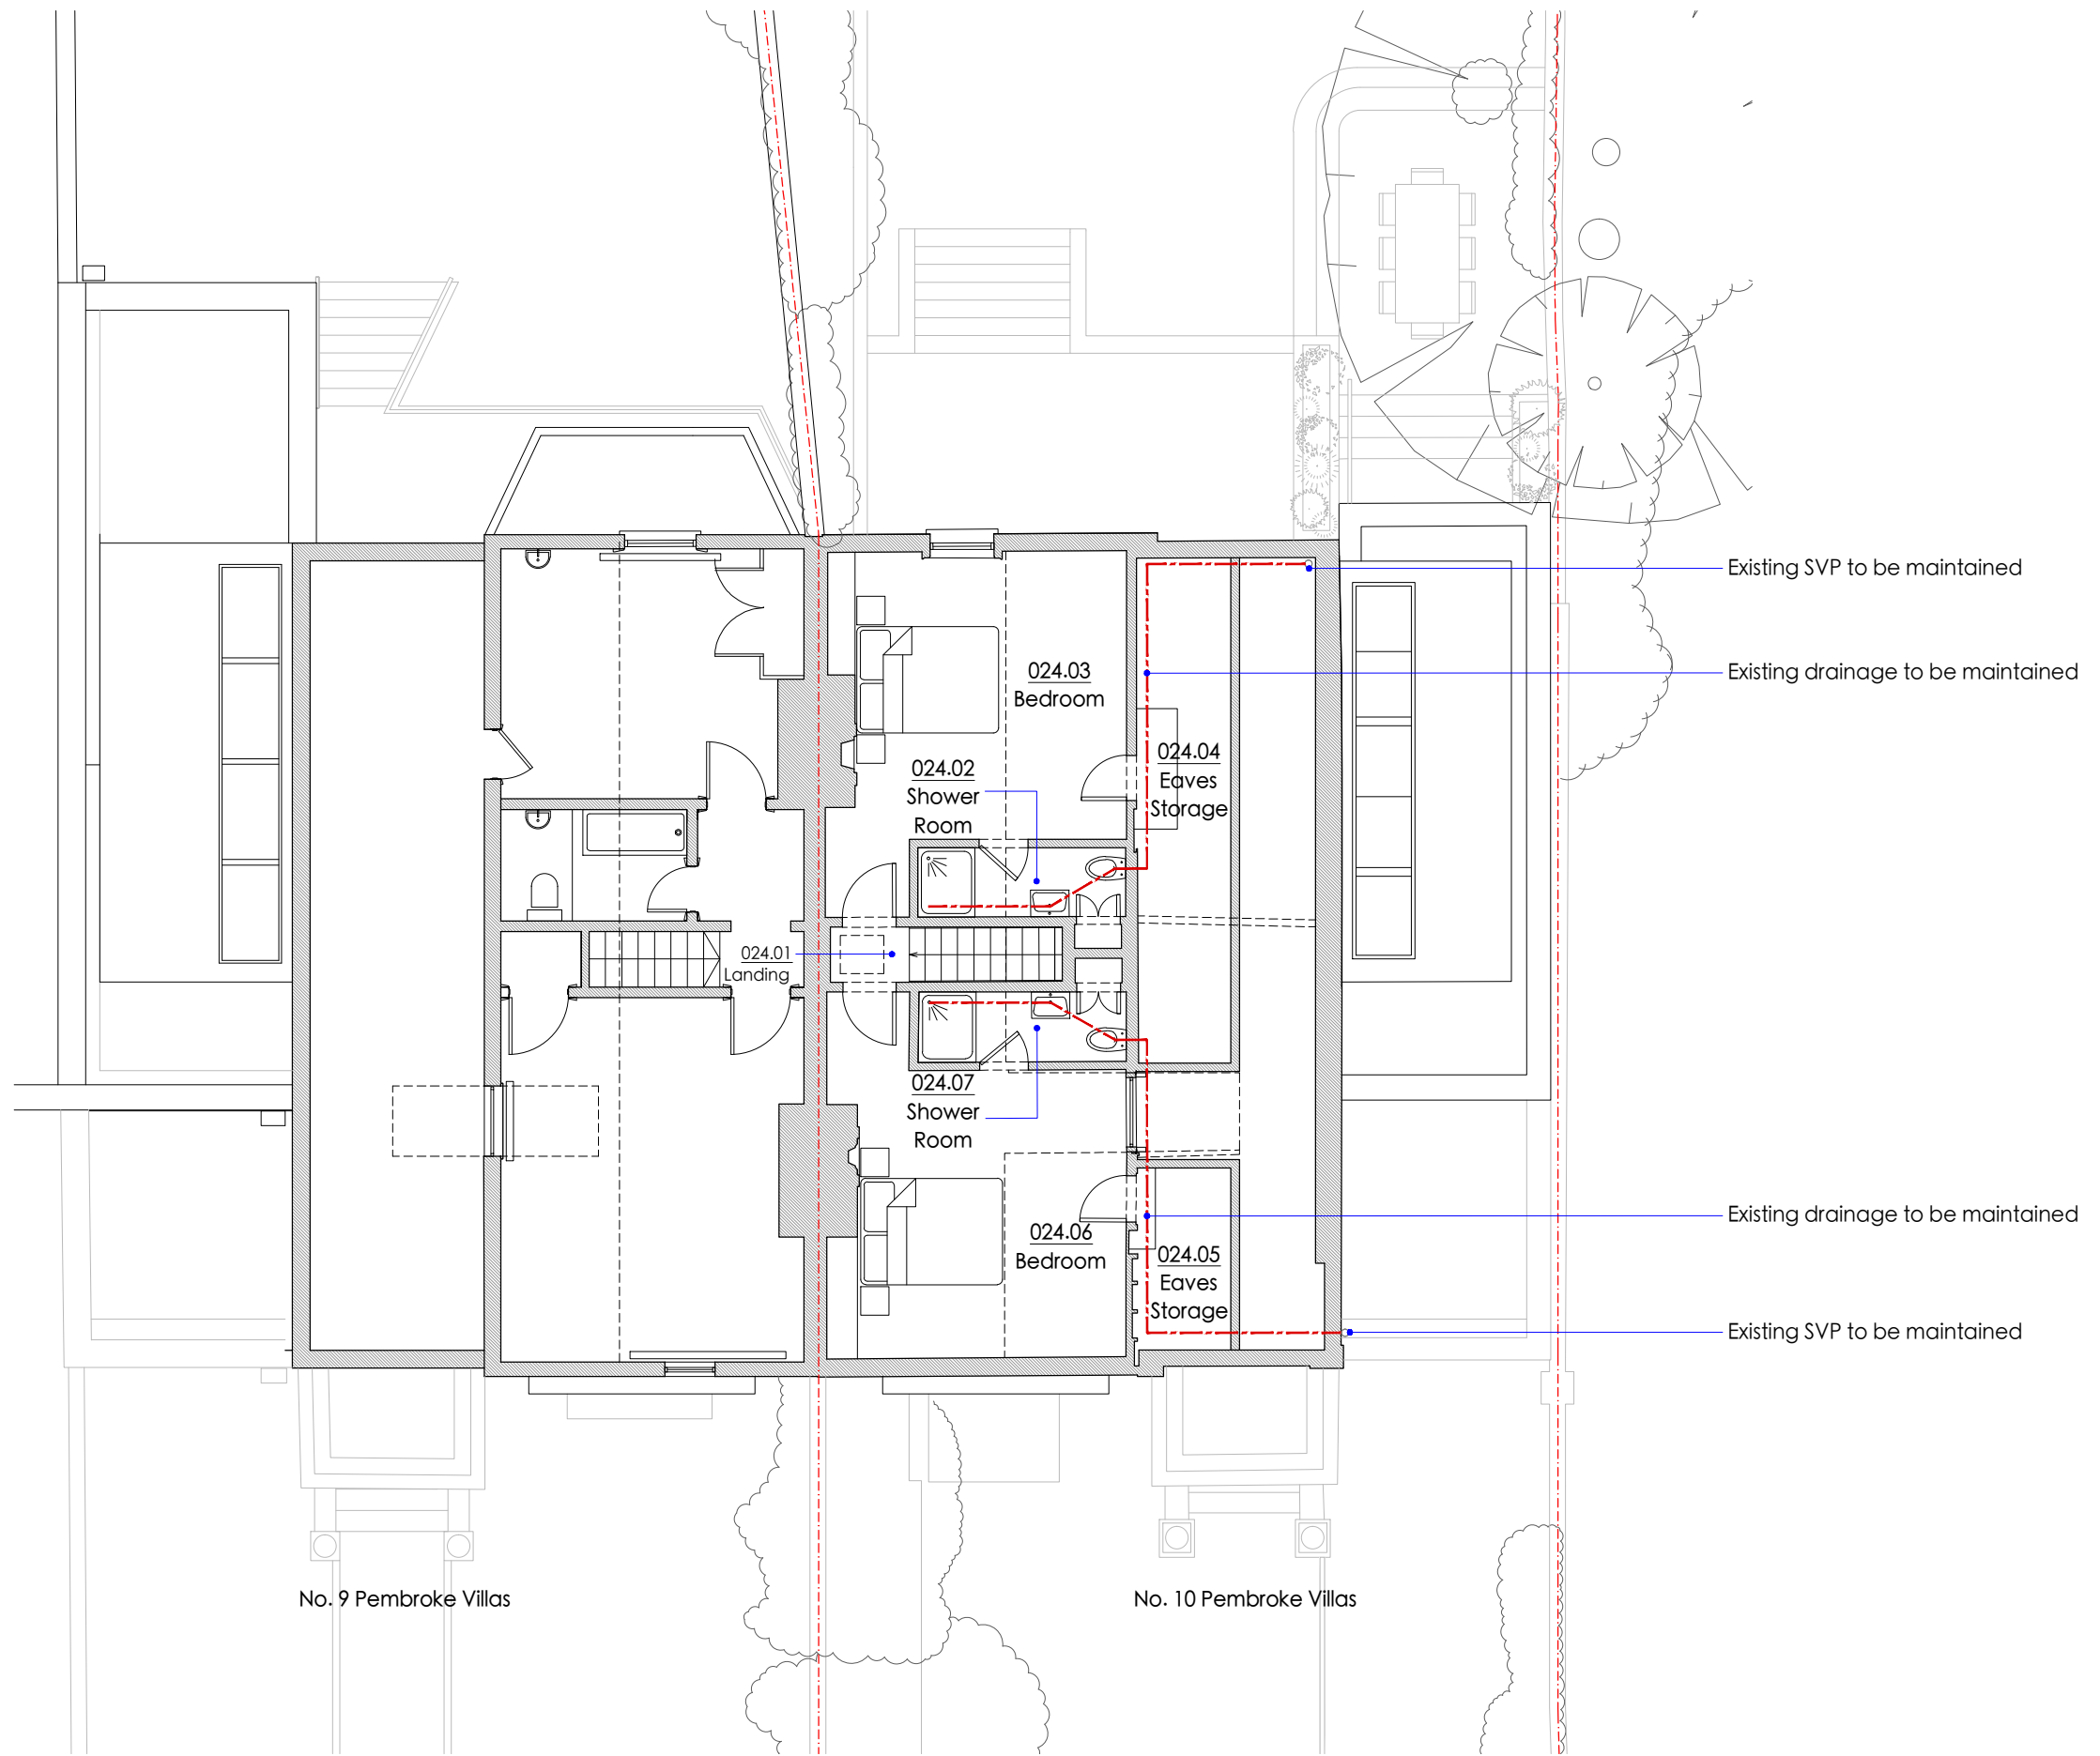 Existing SVP to be maintained
024.03
Bedroom
Existing drainage to be maintained
024.04
Eaves
Storage
024.02
Shower
Room
024.01
Landing
024.07
Shower
Room
024.06
Bedroom
024.05
Eaves
Storage
Existing drainage to be maintained
Existing SVP to be maintained
No. 9 Pembroke Villas
No. 10 Pembroke Villas